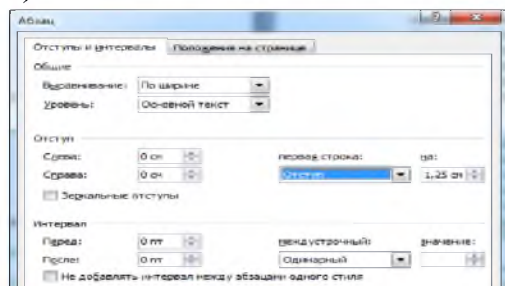 Абзац
Отступы и интервалы Положение на странице
Общие
Выравнивание: По ширине
Уровень: Основной текст
Отступ
Слева: 0 см первая строка: на:
Справа: 0 см Отступ 1,25 см
Зеркальные отступы
Интервал
Перед: 0 пт междустрочный: значение:
После: 0 пт Одинарный
Не добавлять интервал между абзацами одного стиля